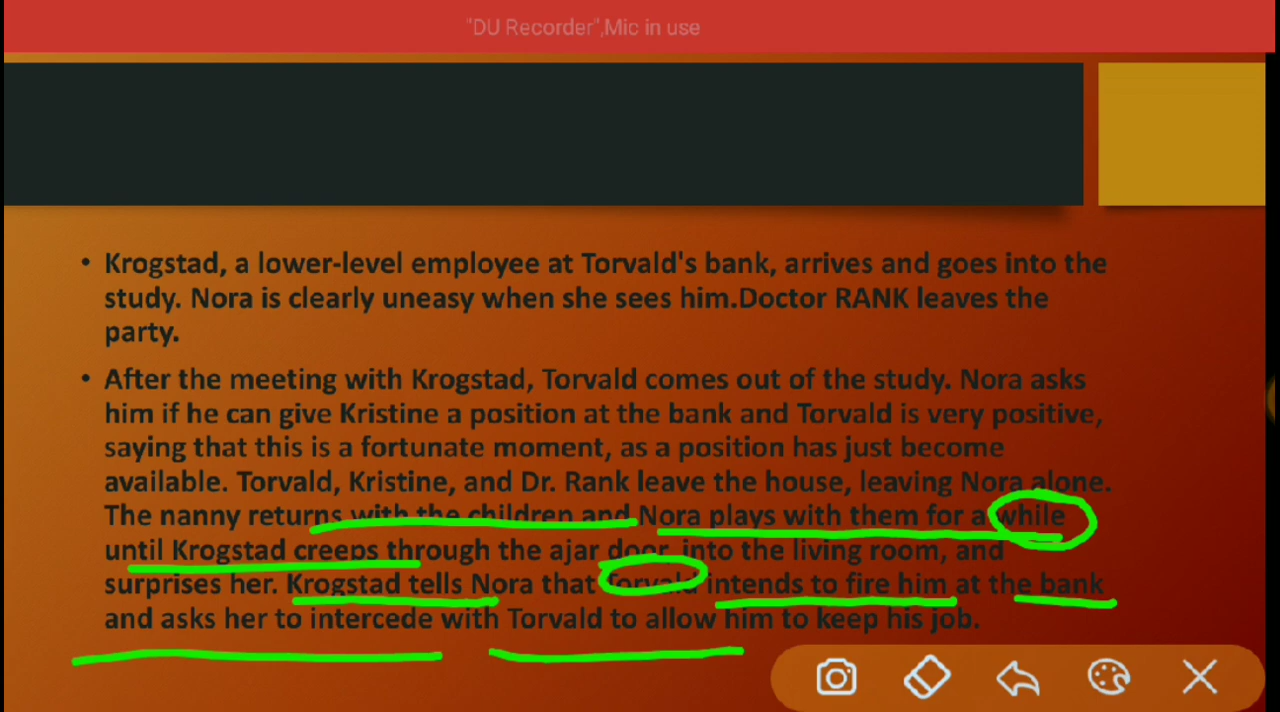 "DU Recorder",Mic in use
• Krogstad, a lower-level employee at Torvald's bank, arrives and goes into the
study. Nora is clearly uneasy when she sees him.Doctor RANK leaves the
party.
• After the meeting with Krogstad, Torvald comes out of the study. Nora asks
him if he can give Kristine a position at the bank and Torvald is very positive,
saying that this is a fortunate moment, as a position has just become
available. Torvald, Kristine, and Dr. Rank leave the house, leaving Nora alone.
The nanny returns with the children and Nora plays with them for a while
until Krogstad creeps through the ajar door, into the living room, and
surprises her. Krogstad tells Nora that Torvald intends to fire him at the bank
and asks her to intercede with Torvald to allow him to keep his job.